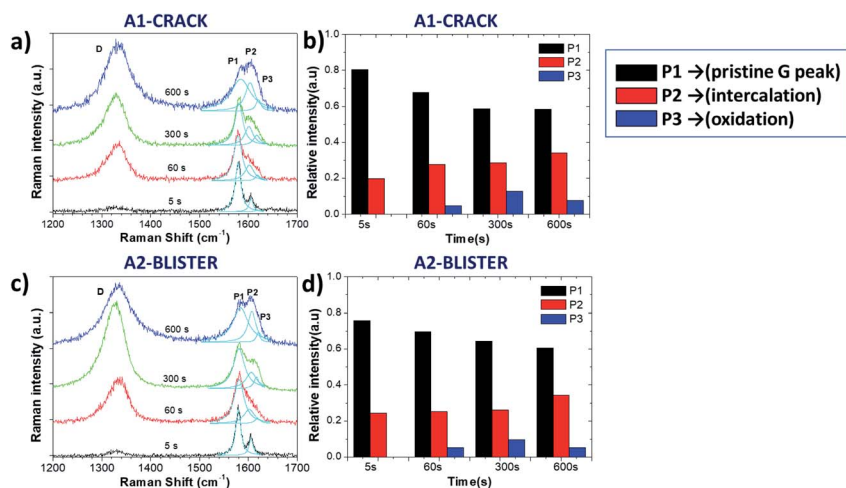 A1-CRACK
a)
D
P1
P2
P3
600 s
300 s
60 s
5 s
Raman intensity (a.u.)
1200 1300 1400 1500 1600 1700
Raman Shift (cm-1)
A1-CRACK
b)
P1
P2
P3
1.0
0.8
0.6
0.4
0.2
0.0
Relative intensity(a.u)
5s 60s 300s 600s
Time(s)
P1 →(pristine G peak)
P2 →(intercalation)
P3 →(oxidation)
A2-BLISTER
c)
D
P1
P2
P3
600 s
300 s
60 s
5 s
Raman intensity (a.u.)
1200 1300 1400 1500 1600 1700
Raman Shift (cm-1)
A2-BLISTER
d)
P1
P2
P3
1.0
0.8
0.6
0.4
0.2
0.0
Relative intensity(a.u)
5s 60s 300s 600s
Time(s)